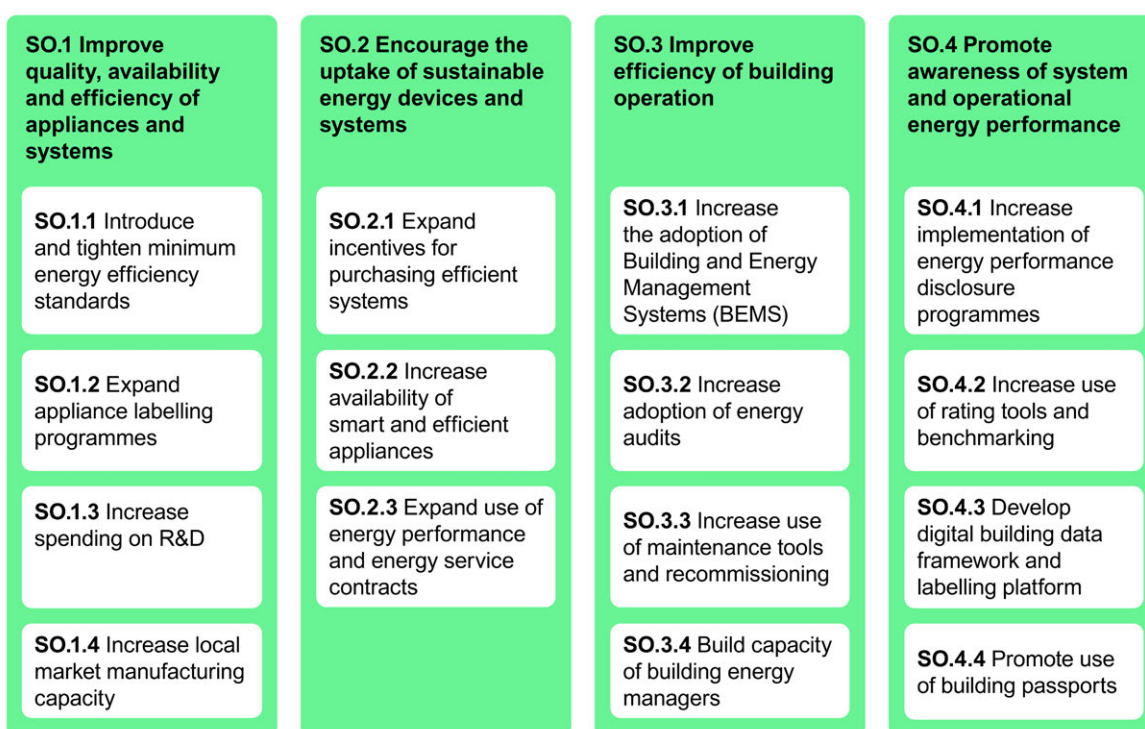 SO.1 Improve
quality, availability
and efficiency of
appliances and
systems
SO.1.1 Introduce
and tighten minimum
energy efficiency
standards
SO.1.2 Expand
appliance labelling
programmes
SO.1.3 Increase
spending on R&D
SO.1.4 Increase local
market manufacturing
capacity
SO.2 Encourage the
uptake of sustainable
energy devices and
systems
SO.2.1 Expand
incentives for
purchasing efficient
systems
SO.2.2 Increase
availability of
smart and efficient
appliances
SO.2.3 Expand use of
energy performance
and energy service
contracts
SO.3 Improve
efficiency of building
operation
SO.3.1 Increase
the adoption of
Building and Energy
Management
Systems (BEMS)
SO.3.2 Increase
adoption of energy
audits
SO.3.3 Increase use
of maintenance tools
and recommissioning
SO.3.4 Build capacity
of building energy
managers
SO.4 Promote
awareness of system
and operational
energy performance
SO.4.1 Increase
implementation of
energy performance
disclosure
programmes
SO.4.2 Increase use
of rating tools and
benchmarking
SO.4.3 Develop
digital building data
framework and
labelling platform
SO.4.4 Promote use
of building passports